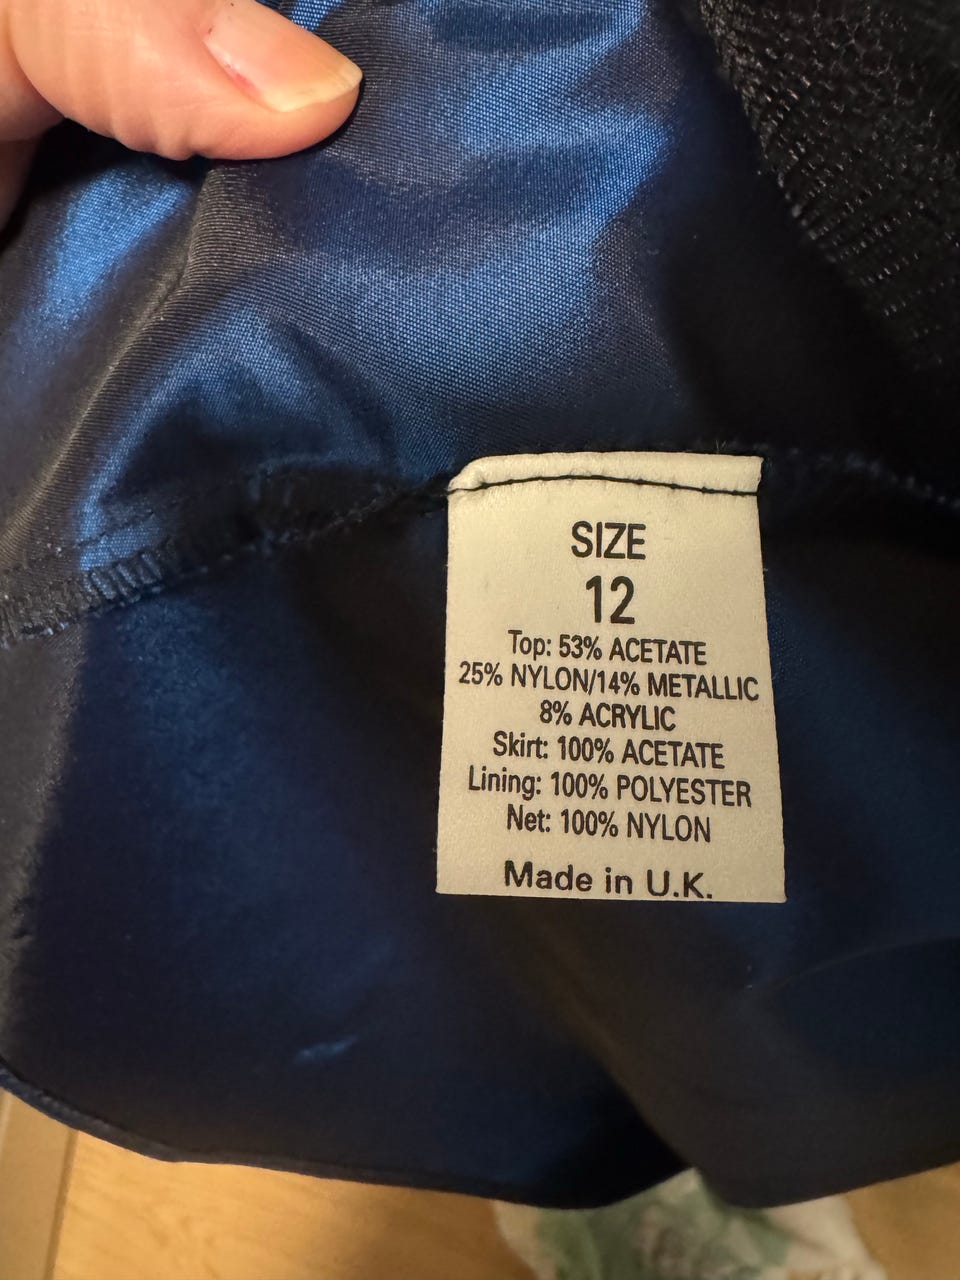 SIZE
12
Top: 53% ACETATE
25% NYLON/14% METALLIC
8% ACRYLIC
Skirt: 100% ACETATE
Lining: 100% POLYESTER
Net: 100% NYLON
Made in U.K.